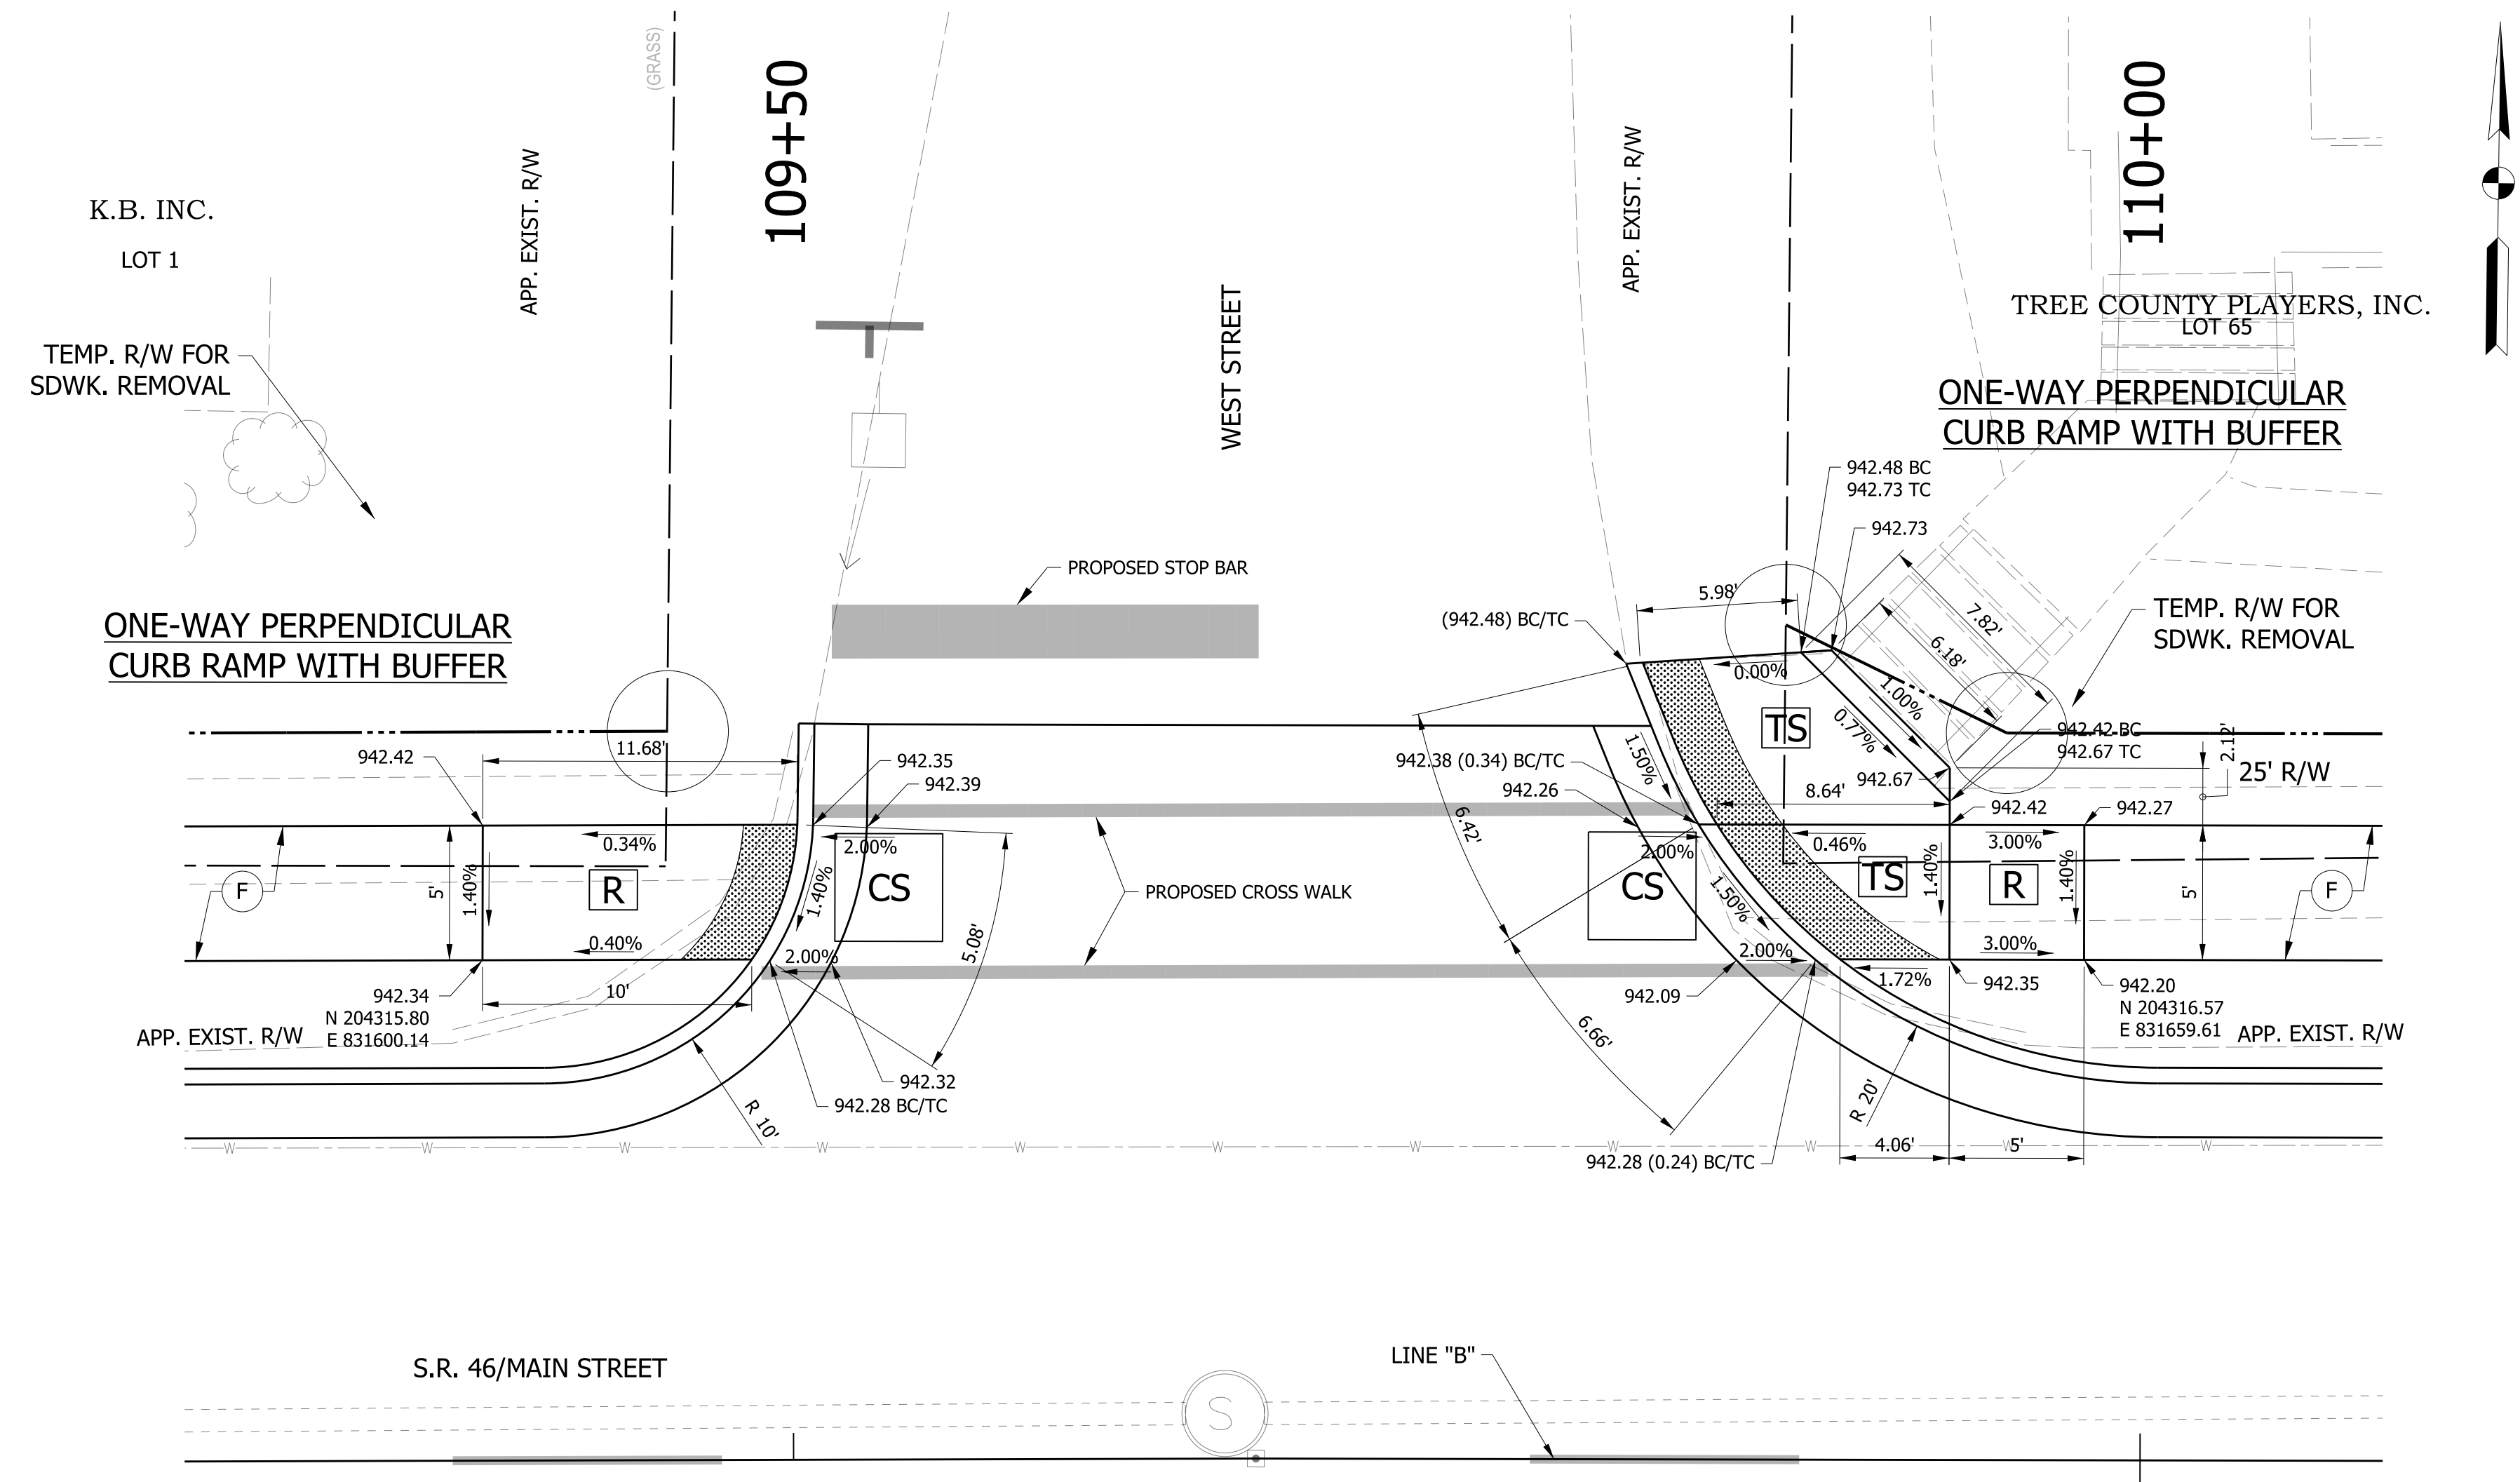 (GRASS)
109+50
110+00
APP. EXIST. R/W
APP. EXIST. R/W
K.B. INC.
LOT 1
TREE COUNTY PLAYERS, INC.
LOT 65
TEMP. R/W FOR
SDWK. REMOVAL
WEST STREET
ONE-WAY PERPENDICULAR
CURB RAMP WITH BUFFER
942.48 BC
942.73 TC
942.73
PROPOSED STOP BAR
5.98'
(942.48) BC/TC
7.82'
6.18'
TEMP. R/W FOR
SDWK. REMOVAL
ONE-WAY PERPENDICULAR
CURB RAMP WITH BUFFER
0.00%
1.00%
TS
0.77%
942.42 BC
942.67 TC
2.12'
25' R/W
11.68'
942.42
942.35
942.39
1.50%
942.38 (0.34) BC/TC
942.26
942.67
8.64'
942.42
942.27
6.42'
0.34%
2.00%
2.00%
0.46%
3.00%
F
5'
1.40%
R
1.40%
CS
PROPOSED CROSS WALK
CS
1.50%
TS
1.40%
R
1.40%
5'
F
0.40%
2.00%
5.08'
2.00%
1.72%
3.00%
942.34
N 204315.80
E 831600.14
10'
942.09
942.35
942.20
N 204316.57
E 831659.61
APP. EXIST. R/W
APP. EXIST. R/W
942.32
942.28 BC/TC
R 10'
6.66'
R 20'
W W W W W W W W W W
4.06'
5'
942.28 (0.24) BC/TC
S.R. 46/MAIN STREET
LINE "B"
S